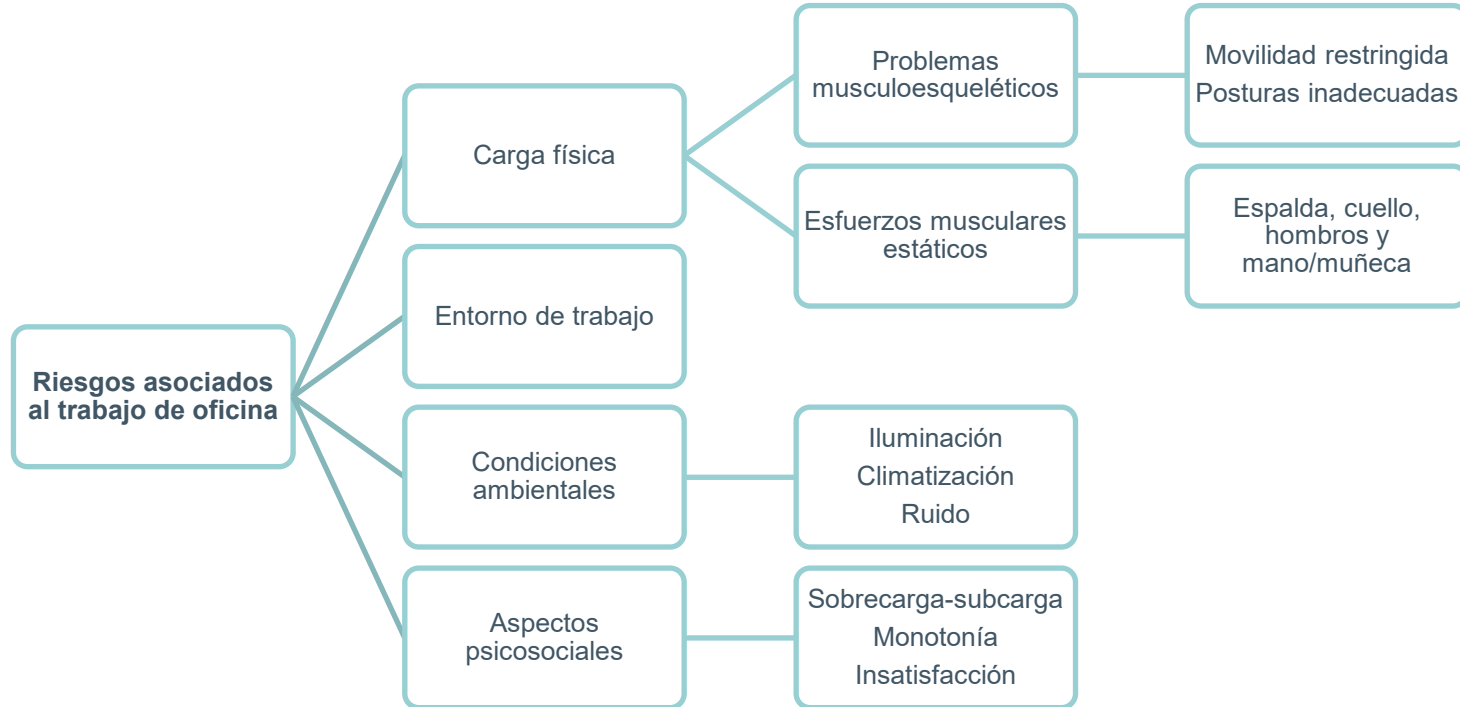 Riesgos asociados
al trabajo de oficina
Carga física
Problemas
musculoesqueléticos
Movilidad restringida
Posturas inadecuadas
Esfuerzos musculares
estáticos
Espalda, cuello,
hombros y
mano/muñeca
Entorno de trabajo
Condiciones
ambientales
Iluminación
Climatización
Ruido
Aspectos
psicosociales
Sobrecarga-subcarga
Monotonía
Insatisfacción